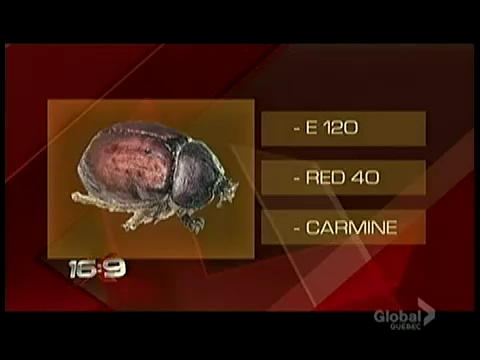 - E 120
- RED 40
- CARMINE
16:9
Global
QUÉBEC